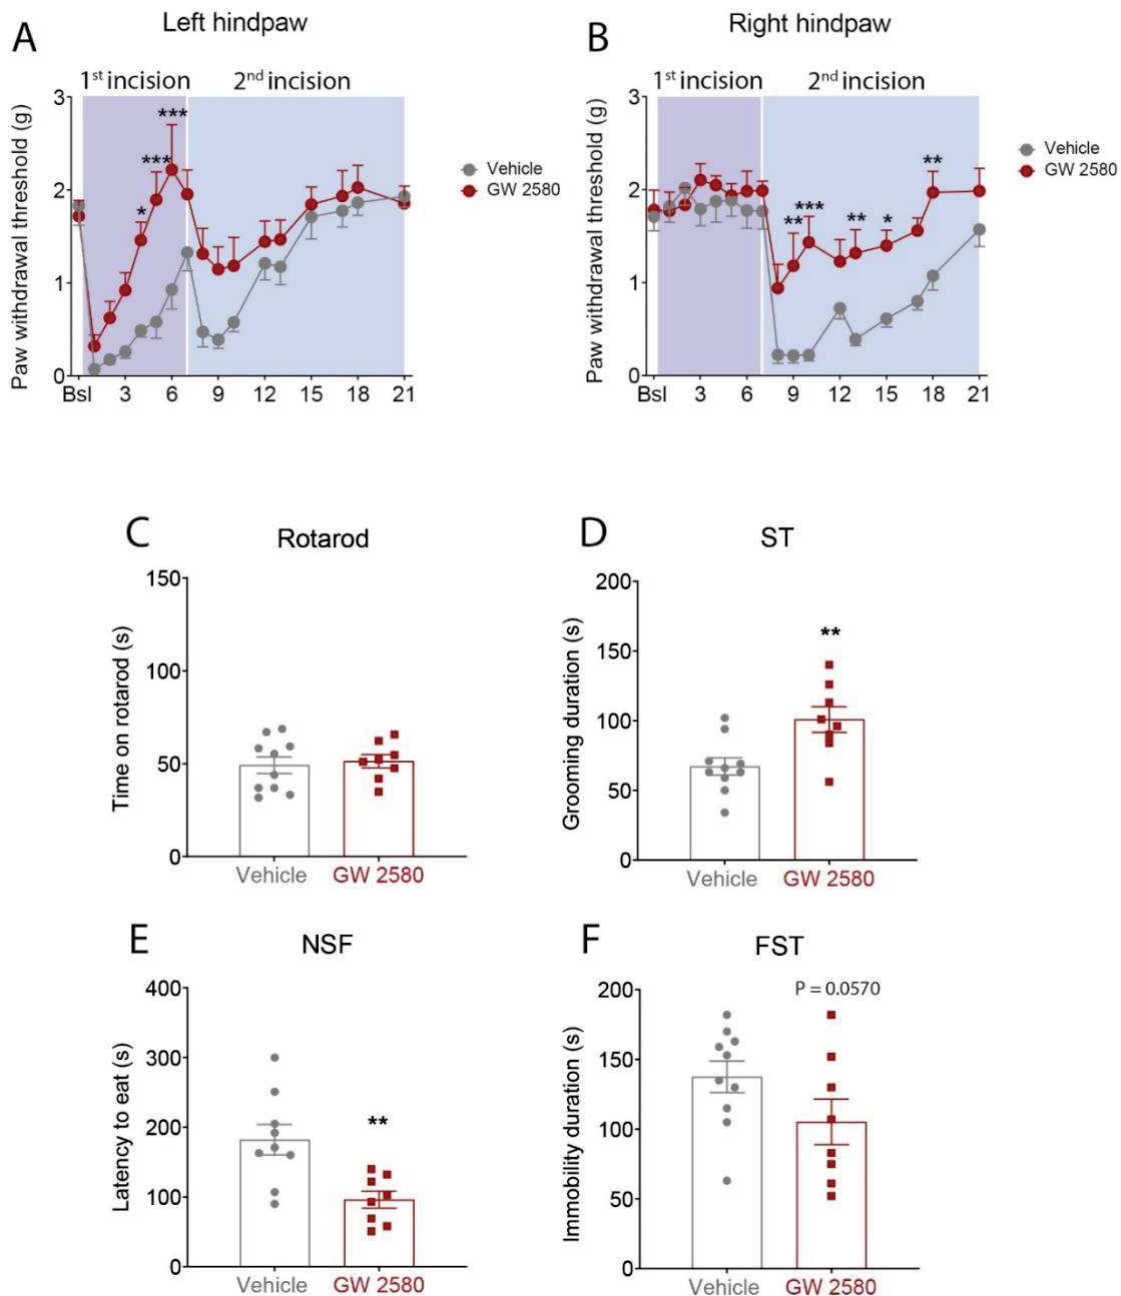 A
Left hindpaw
1st incision
2nd incision
Paw withdrawal threshold (g)
3
2
1
0
***
***
*
Bsl 3 6 9 12 15 18 21
Vehicle
GW 2580
B
Right hindpaw
1st incision
2nd incision
Paw withdrawal threshold (g)
3
2
1
0
**
***
**
*
**
Bsl 3 6 9 12 15 18 21
Vehicle
GW 2580
C
Rotarod
Time on rotarod (s)
150
100
50
0
Vehicle GW 2580
D
ST
Grooming duration (s)
200
150
100
50
0
**
Vehicle GW 2580
E
NSF
Latency to eat (s)
400
300
200
100
0
**
Vehicle GW 2580
F
FST
P = 0.0570
Immobility duration (s)
200
150
100
50
0
Vehicle GW 2580